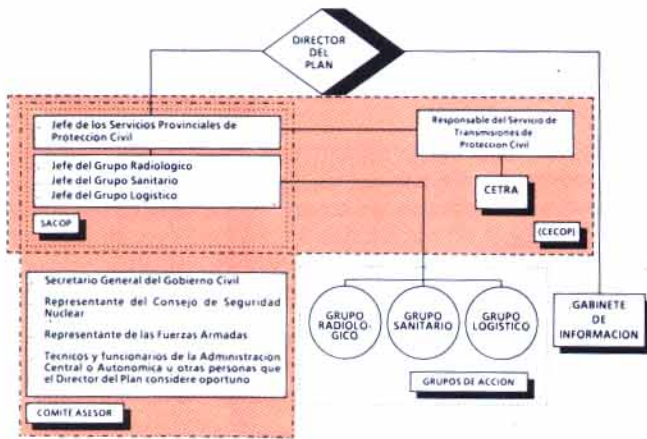 DIRECTOR
DEL
PLAN
Jefe de los Servicios Provinciales de
Proteccion Civil
Responsable del Servicio de
Transmisiones de
Proteccion Civil
Jefe del Grupo Radiologico
Jefe del Grupo Sanitario
Jefe del Grupo Logistico
CETRA
SACOP
(CECOP)
Secretario General del Gobierno Civil
Representante del Consejo de Seguridad
Nuclear
Representante de las Fuerzas Armadas
Tecnicos y funcionarios de la Administracion
Central o Autonomica u otras personas que
el Director del Plan considere oportuno
COMITE ASESOR
GRUPO
RADIOLO-
GICO
GRUPO
SANITARIO
GRUPO
LOGISTICO
GRUPOS DE ACCION
GABINETE
DE
INFORMACION